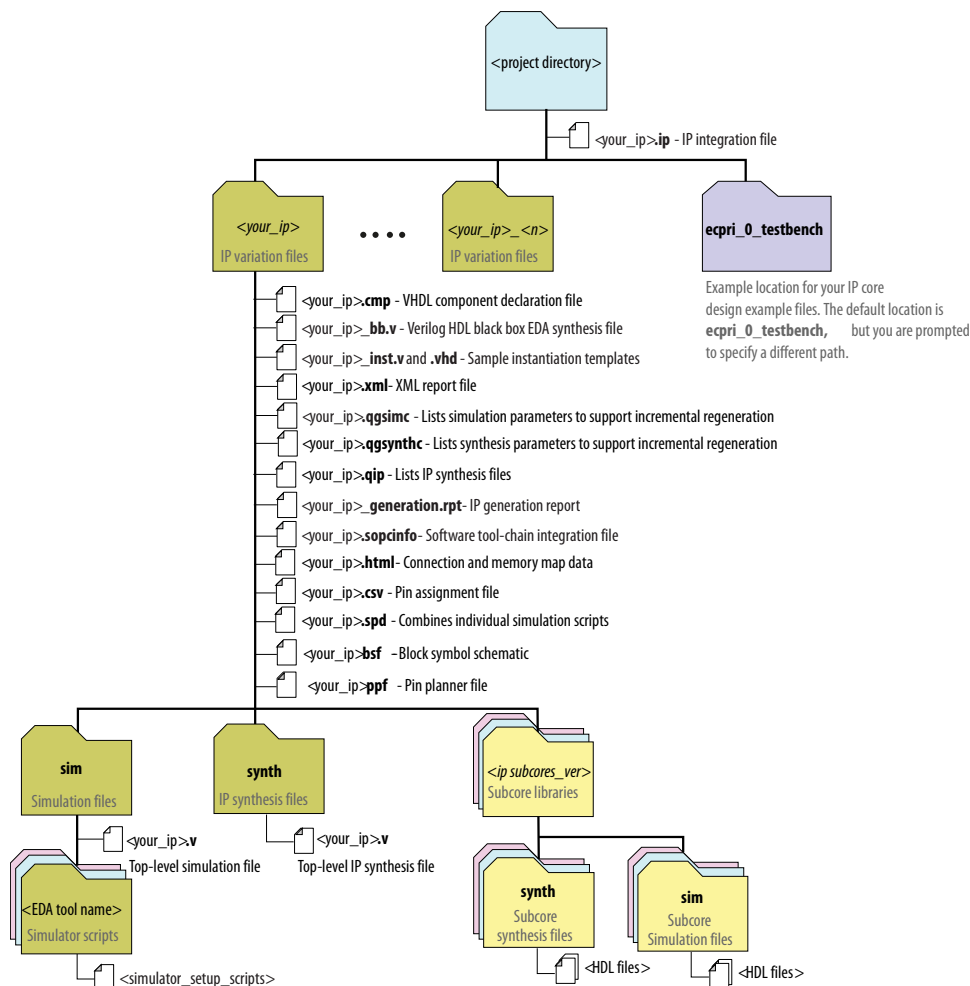 <project directory>
<your_ip>.ip - IP integration file
<your_ip>
IP variation files
<your_ip>_<n>
IP variation files
ecpri_0_testbench
Example location for your IP core
design example files. The default location is
ecpri_0_testbench, but you are prompted
to specify a different path.
<your_ip>.cmp - VHDL component declaration file
<your_ip>_bb.v - Verilog HDL black box EDA synthesis file
<your_ip>_inst.v and .vhd - Sample instantiation templates
<your_ip>.xml- XML report file
<your_ip>.qgsimc - Lists simulation parameters to support incremental regeneration
<your_ip>.qgsynthc - Lists synthesis parameters to support incremental regeneration
<your_ip>.qip - Lists IP synthesis files
<your_ip>_generation.rpt- IP generation report
<your_ip>.sopcinfo- Software tool-chain integration file
<your_ip>.html- Connection and memory map data
<your_ip>.csv - Pin assignment file
<your_ip>.spd - Combines individual simulation scripts
<your_ip>bsf - Block symbol schematic
<your_ip>ppf - Pin planner file
sim
Simulation files
synth
IP synthesis files
<ip subcores_ver>
Subcore libraries
<your_ip>.v
Top-level simulation file
<your_ip>.v
Top-level IP synthesis file
<EDA tool name>
Simulator scripts
synth
Subcore
synthesis files
sim
Subcore
Simulation files
<simulator_setup_scripts>
<HDL files>
<HDL files>